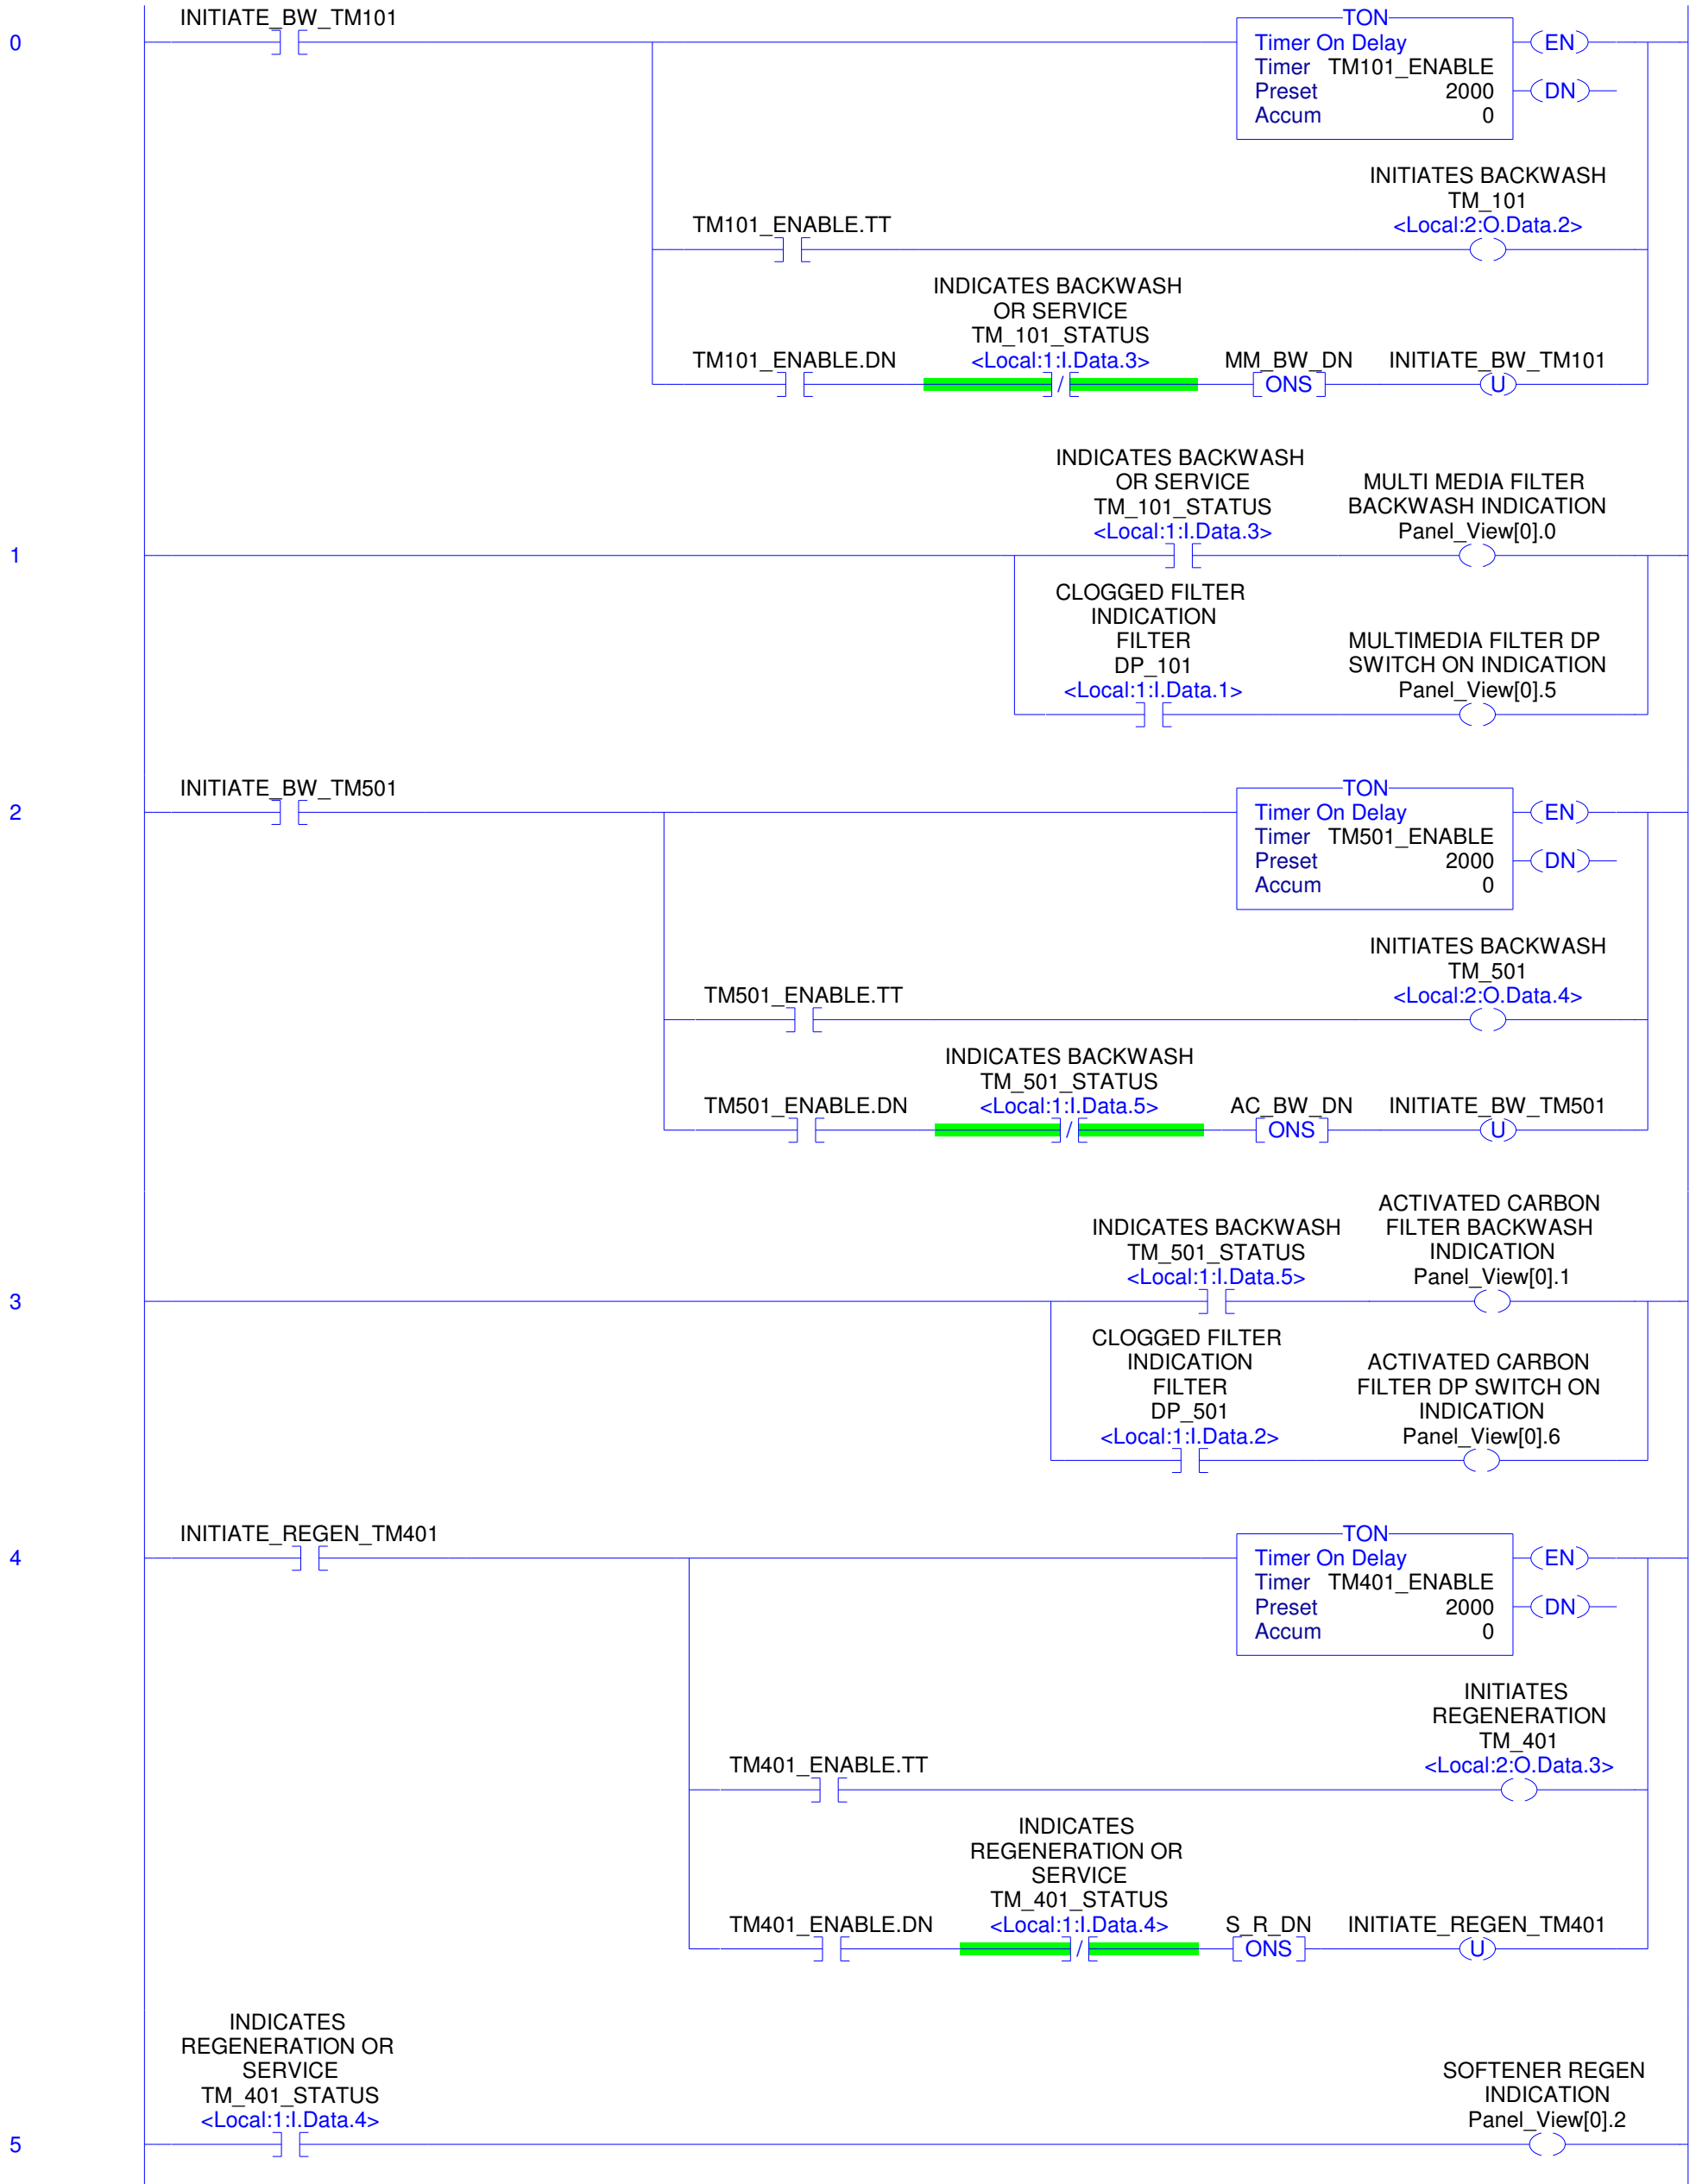 INITIATE_BW_TM101
TON
0
Timer On Delay
EN
Timer TM101_ENABLE
Preset 2000
DN
Accum 0
INITIATES BACKWASH
TM_101
TM101_ENABLE.TT
<Local:2:O.Data.2>
INDICATES BACKWASH
OR SERVICE
TM_101_STATUS
TM101_ENABLE.DN
<Local:1:I.Data.3>
MM_BW_DN
INITIATE_BW_TM101
/
ONS
U
INDICATES BACKWASH
OR SERVICE
TM_101_STATUS
<Local:1:I.Data.3>
MULTI MEDIA FILTER
BACKWASH INDICATION
Panel_View[0].0
1
CLOGGED FILTER
INDICATION
FILTER
DP_101
<Local:1:I.Data.1>
MULTIMEDIA FILTER DP
SWITCH ON INDICATION
Panel_View[0].5
INITIATE_BW_TM501
TON
2
Timer On Delay
EN
Timer TM501_ENABLE
Preset 2000
DN
Accum 0
INITIATES BACKWASH
TM_501
TM501_ENABLE.TT
<Local:2:O.Data.4>
INDICATES BACKWASH
TM_501_STATUS
TM501_ENABLE.DN
<Local:1:I.Data.5>
AC_BW_DN
INITIATE_BW_TM501
/
ONS
U
INDICATES BACKWASH
TM_501_STATUS
<Local:1:I.Data.5>
ACTIVATED CARBON
FILTER BACKWASH
INDICATION
Panel_View[0].1
3
CLOGGED FILTER
INDICATION
FILTER
DP_501
<Local:1:I.Data.2>
ACTIVATED CARBON
FILTER DP SWITCH ON
INDICATION
Panel_View[0].6
INITIATE_REGEN_TM401
TON
4
Timer On Delay
EN
Timer TM401_ENABLE
Preset 2000
DN
Accum 0
INITIATES
REGENERATION
TM_401
TM401_ENABLE.TT
<Local:2:O.Data.3>
INDICATES
REGENERATION OR
SERVICE
TM_401_STATUS
TM401_ENABLE.DN
<Local:1:I.Data.4>
S_R_DN
INITIATE_REGEN_TM401
/
ONS
U
INDICATES
REGENERATION OR
SERVICE
TM_401_STATUS
<Local:1:I.Data.4>
SOFTENER REGEN
INDICATION
Panel_View[0].2
5